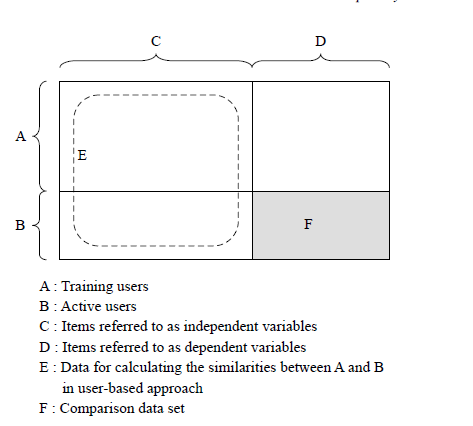 C
D
A
E
B
F
A : Training users
B : Active users
C : Items referred to as independent variables
D : Items referred to as dependent variables
E : Data for calculating the similarities between A and B
in user-based approach
F : Comparison data set